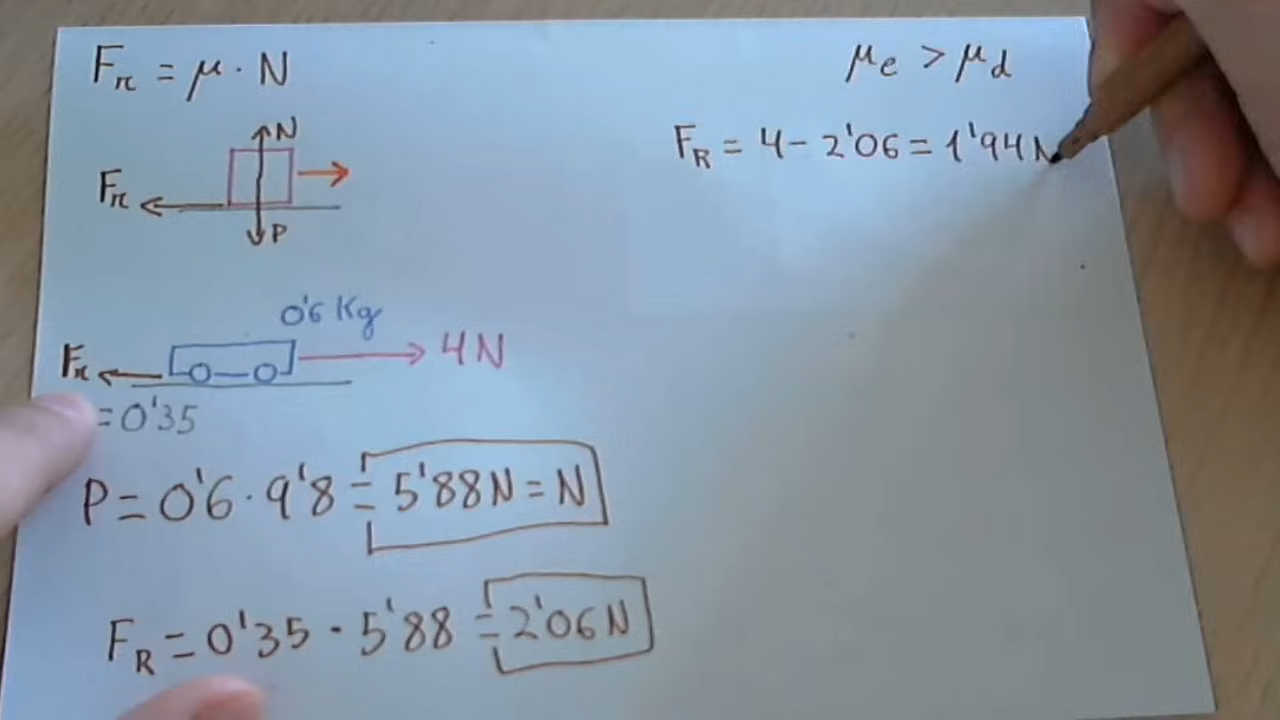 Fr = μ · N
μe > μd
FR = 4 - 2'06 = 1'94 N
N
Fr
P
0'6 Kg
Fr
4N
= 0'35
P = 0'6 · 9'8 = 5'88 N = N
FR = 0'35 · 5'88 = 2'06 N